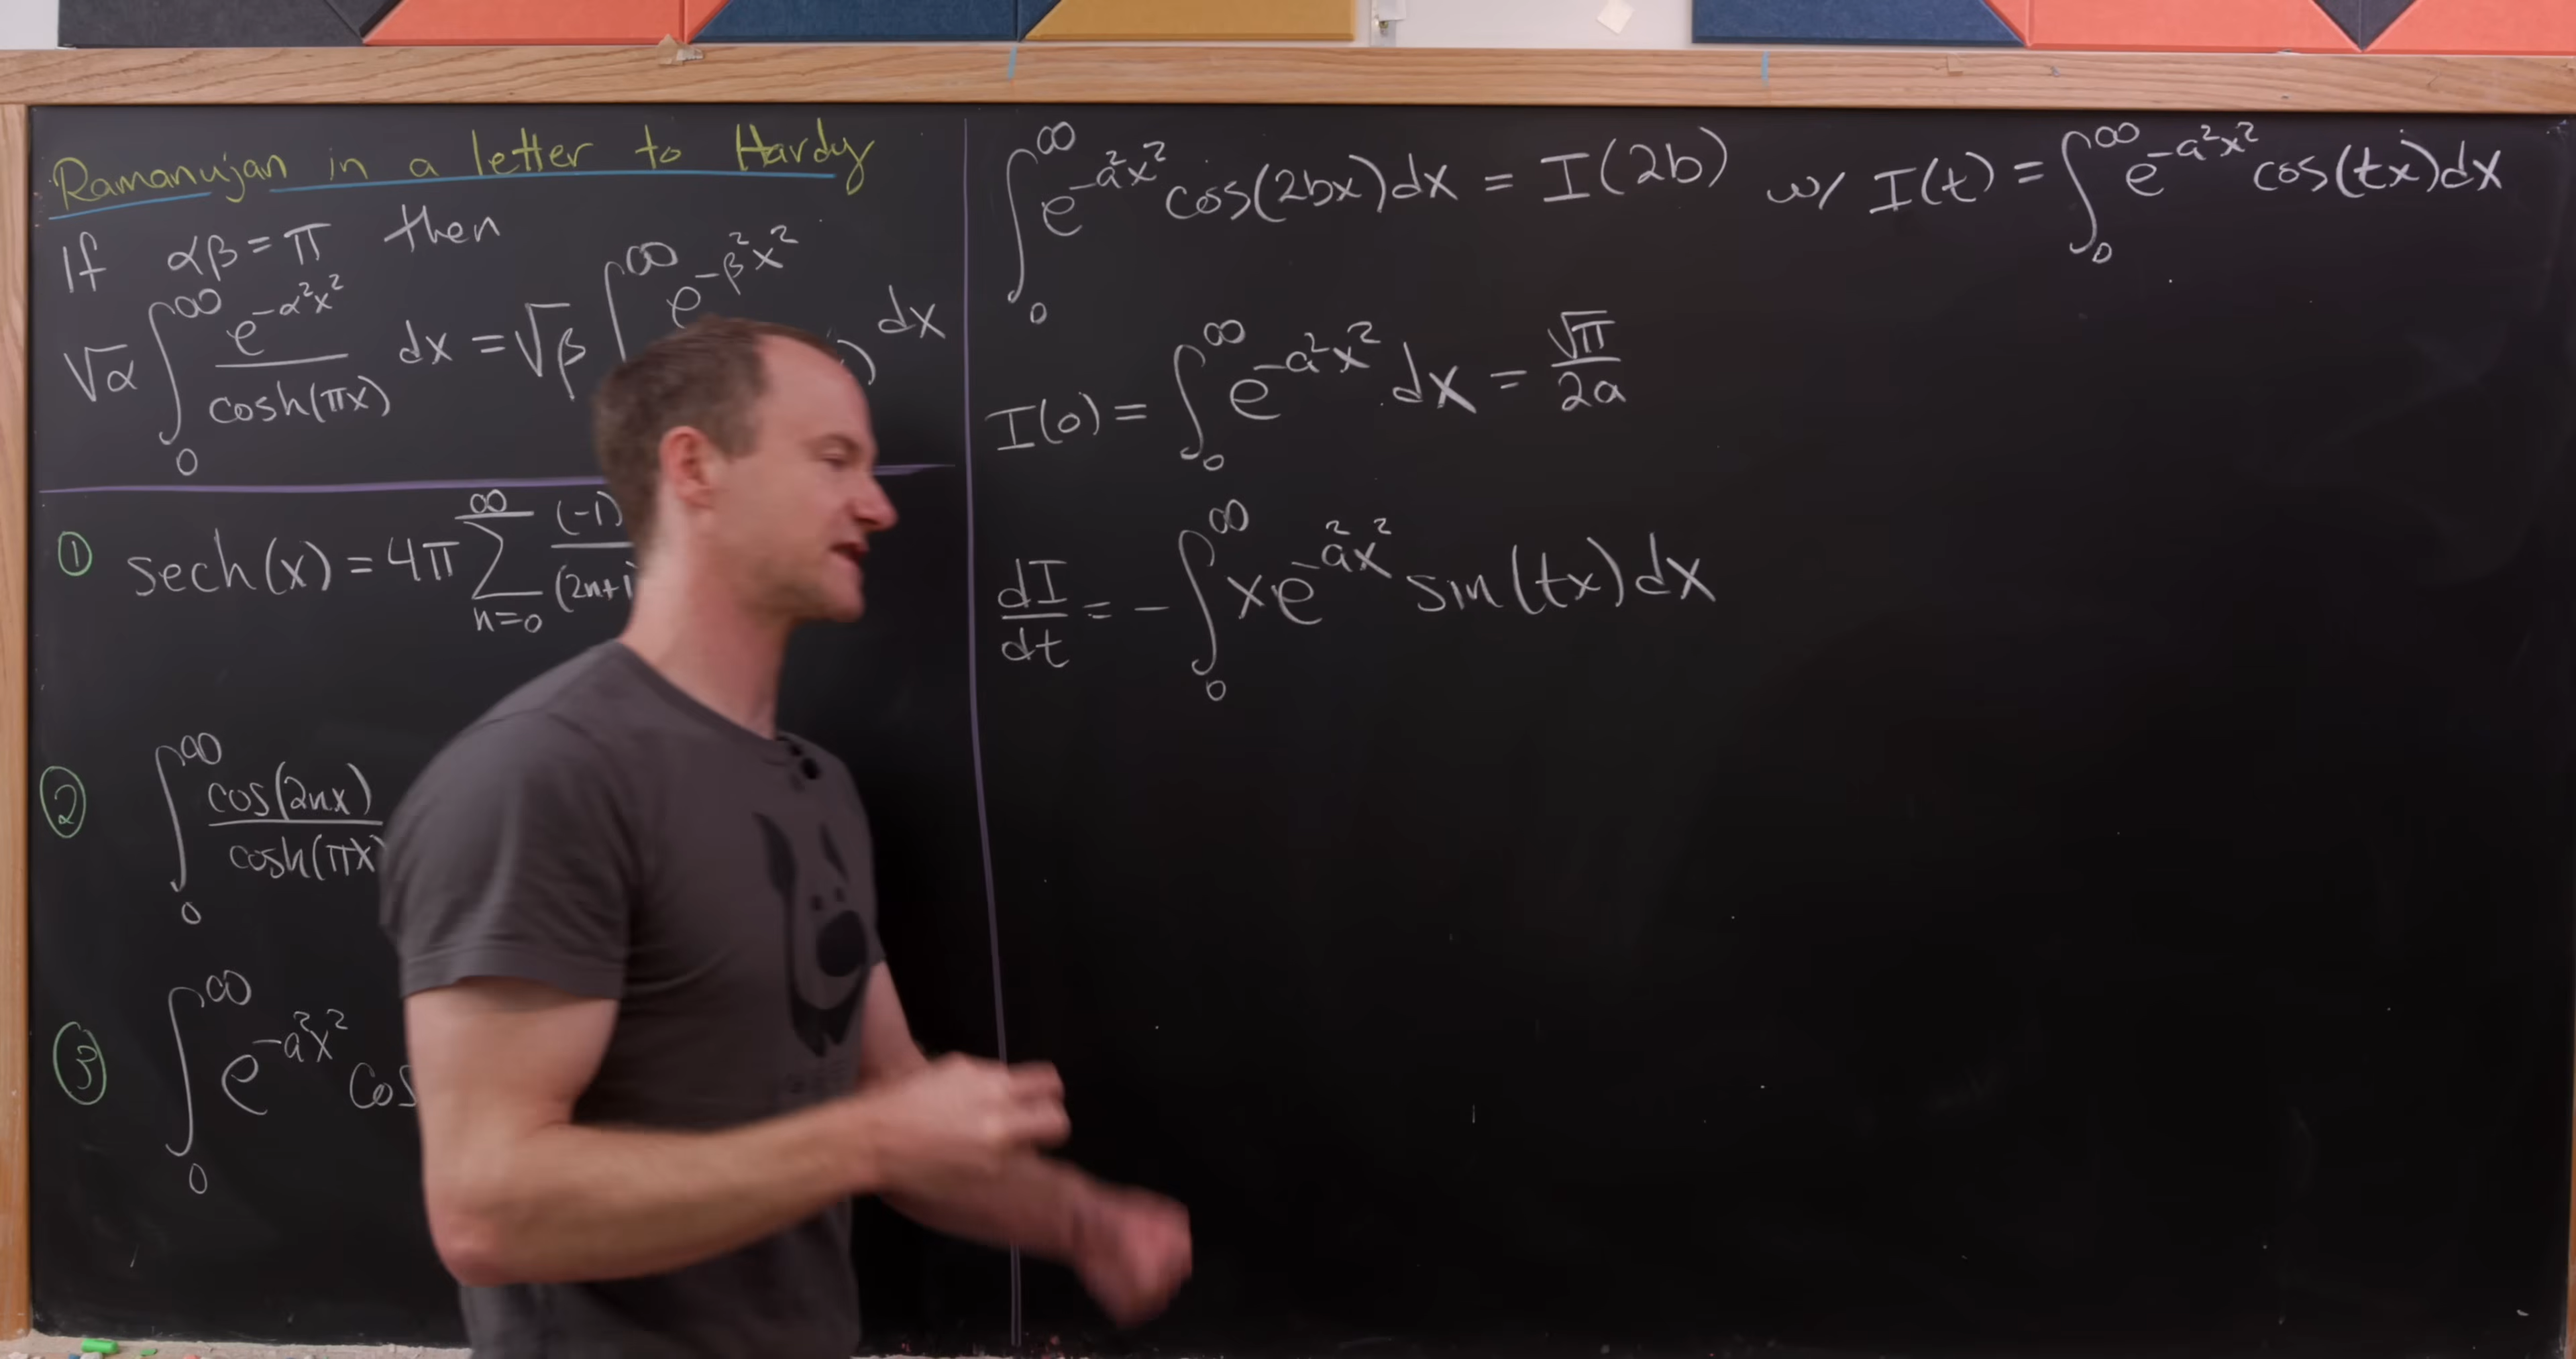 Ramanujan in a letter to Hardy
If αβ = π then
√α ∫₀^∞ e^{-α²x²} / cosh(πx) dx = √β ∫^∞ e^{-β²x²} ) dx
① sech(x) = 4π ∑_{n=0}^∞ (-1) / (2n+1
② ∫₀^∞ cos(2nx) / cosh(πx)
③ ∫₀^∞ e^{-a²x²} cos
∫₀^∞ e^{-a²x²} cos(2bx)dx = I(2b) w/ I(t) = ∫₀^∞ e^{-a²x²} cos(tx)dx
I(0) = ∫₀^∞ e^{-a²x²} dx = √π / 2a
dI/dt = - ∫₀^∞ x e^{-a²x²} sin(tx)dx